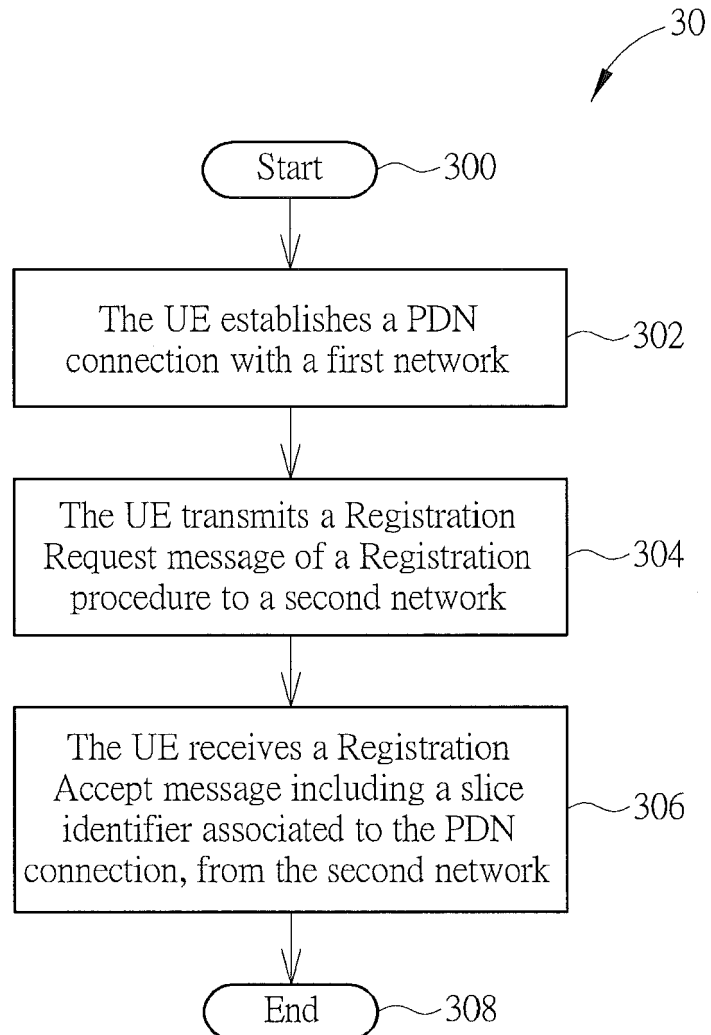 30
Start
300
The UE establishes a PDN
connection with a first network
302
The UE transmits a Registration
Request message of a Registration
procedure to a second network
304
The UE receives a Registration
Accept message including a slice
identifier associated to the PDN
connection, from the second network
306
End
308